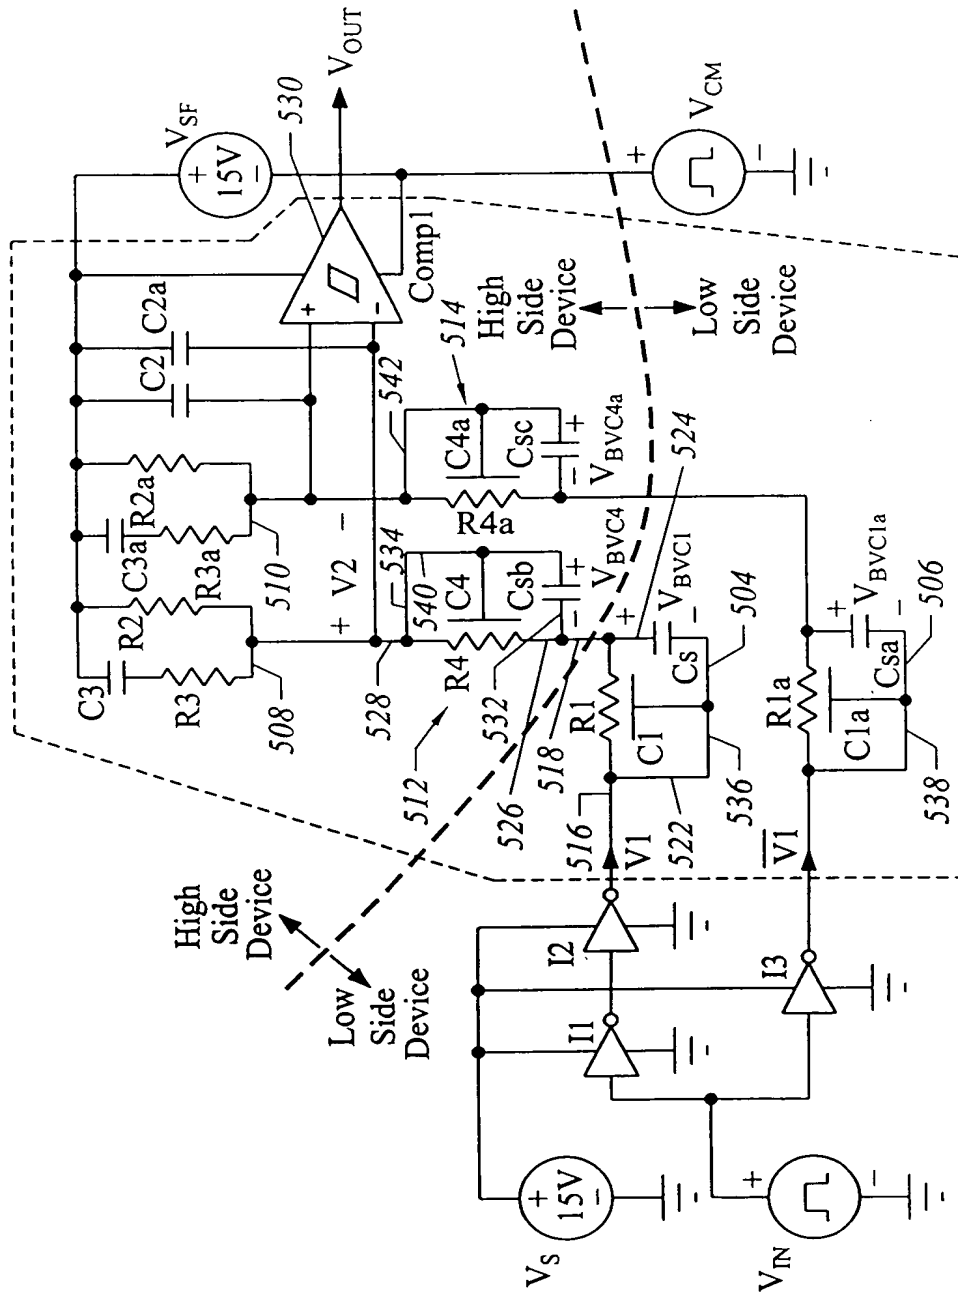 V_SF
+
15V
−
V_OUT
530
C3
C3a
R2
R2a
R3
R3a
C2
C2a
508
510
+
V2
−
+
−
Comp1
528
534
540
542
514
R4
C4
Csb
R4a
C4a
Csc
512
532
526
518
High
Side
Device
Low
Side
Device
High
Side
Device
Low
Side
Device
−
+
V_BVC4
−
+
V_BVC4a
524
+
V_CM
−
516
V1
R1
C1
Cs
+
V_BVC1
−
504
522
536
V̅1̅
R1a
C1a
Csa
+
V_BVC1a
−
506
538
I1
I2
I3
V_S
+
15V
−
V_IN
+
−